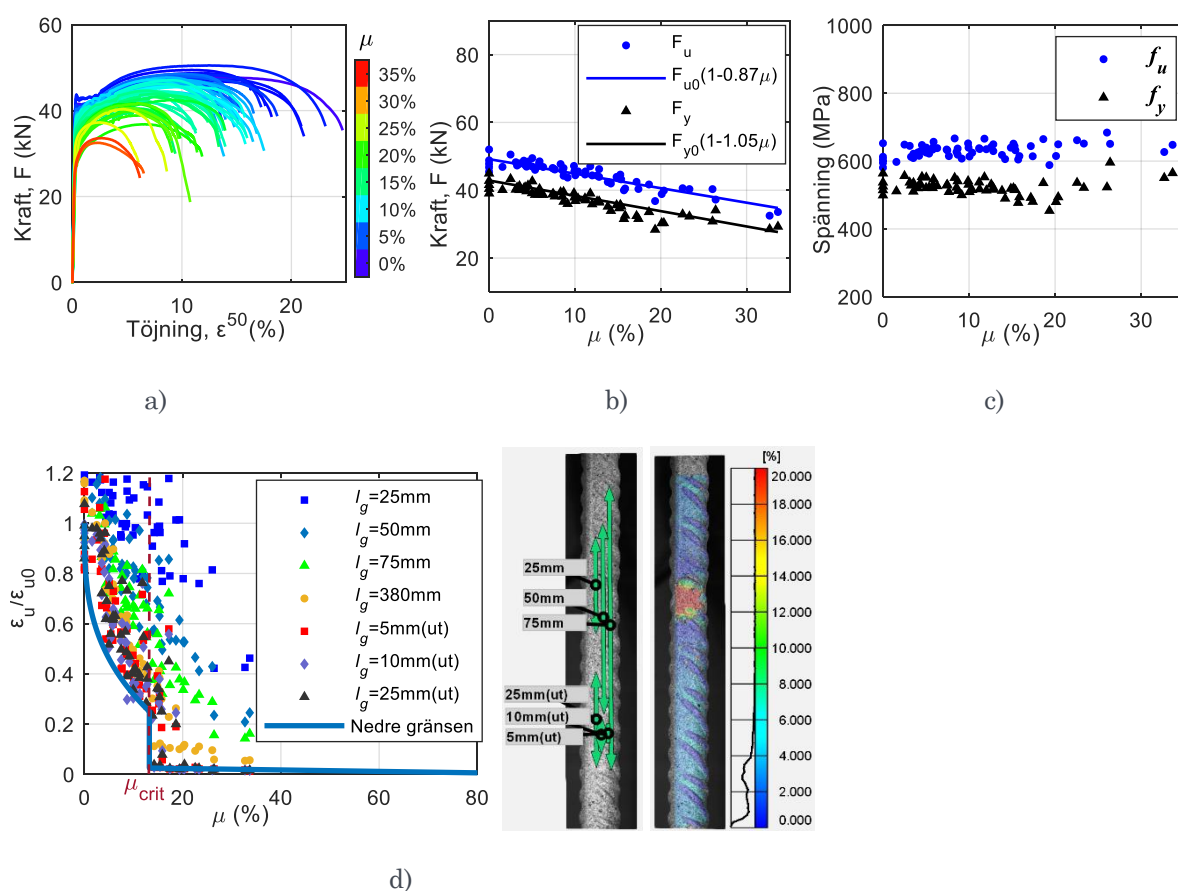 60
40
20
0
0
10
20
Kraft, F (kN)
Töjning, ε⁵⁰(%)
μ
35%
30%
25%
20%
15%
10%
5%
0%
a)
80
60
40
20
0
10
20
30
Kraft, F (kN)
μ (%)
F_u
F_u0(1-0.87μ)
F_y
F_y0(1-1.05μ)
b)
1000
800
600
400
200
0
10
20
30
Spänning (MPa)
μ (%)
f_u
f_y
c)
1.2
1
0.8
0.6
0.4
0.2
0
0
20
40
60
80
ε_u/ε_u0
μ_crit
μ (%)
l_g=25mm
l_g=50mm
l_g=75mm
l_g=380mm
l_g=5mm(ut)
l_g=10mm(ut)
l_g=25mm(ut)
Nedre gränsen
25mm
50mm
75mm
25mm(ut)
10mm(ut)
5mm(ut)
[%]
20.000
18.000
16.000
14.000
12.000
10.000
8.000
6.000
4.000
2.000
0.000
d)